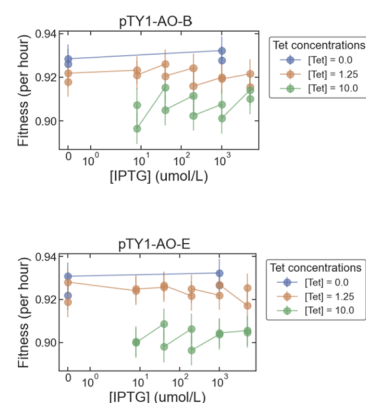 pTY1-AO-B
Fitness (per hour)
0.94
0.92
0.90
0 10^0 10^1 10^2 10^3
[IPTG] (umol/L)
Tet concentrations
[Tet] = 0.0
[Tet] = 1.25
[Tet] = 10.0
pTY1-AO-E
Fitness (per hour)
0.94
0.92
0.90
0 10^0 10^1 10^2 10^3
[IPTG] (umol/L)
Tet concentrations
[Tet] = 0.0
[Tet] = 1.25
[Tet] = 10.0